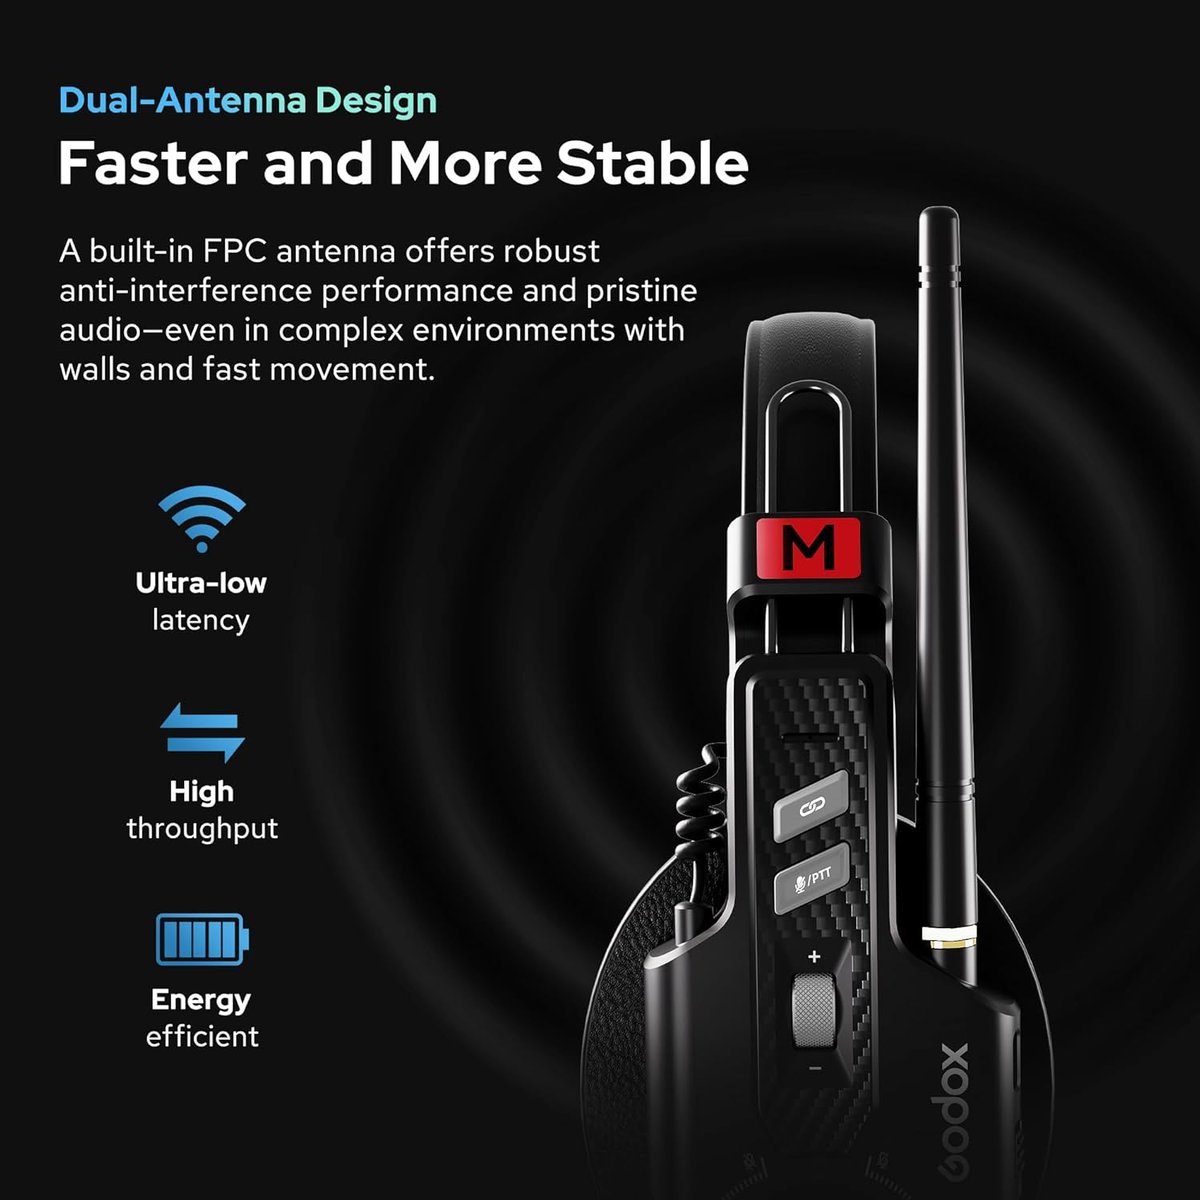 Dual-Antenna Design
Faster and More Stable
A built-in FPC antenna offers robust
anti-interference performance and pristine
audio—even in complex environments with
walls and fast movement.
Ultra-low
latency
High
throughput
Energy
efficient
M
/PTT
+
-
Godox